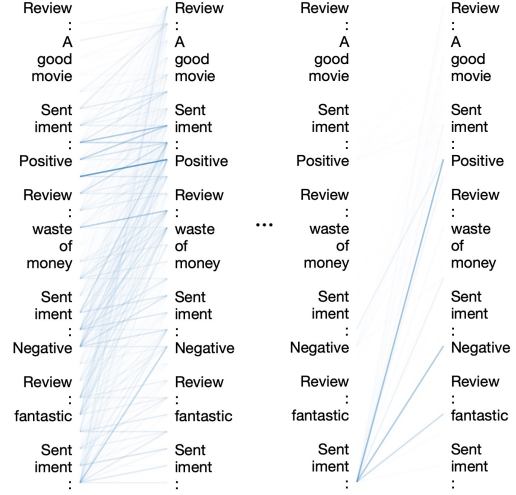 Review
:
A
good
movie
Sent
iment
:
Positive
Review
:
waste
of
money
Sent
iment
:
Negative
Review
:
fantastic
Sent
iment
:
Review
:
A
good
movie
Sent
iment
:
Positive
Review
:
waste
of
money
Sent
iment
:
Negative
Review
:
fantastic
Sent
iment
:
...
Review
:
A
good
movie
Sent
iment
:
Positive
Review
:
waste
of
money
Sent
iment
:
Negative
Review
:
fantastic
Sent
iment
:
Review
:
A
good
movie
Sent
iment
:
Positive
Review
:
waste
of
money
Sent
iment
:
Negative
Review
:
fantastic
Sent
iment
: